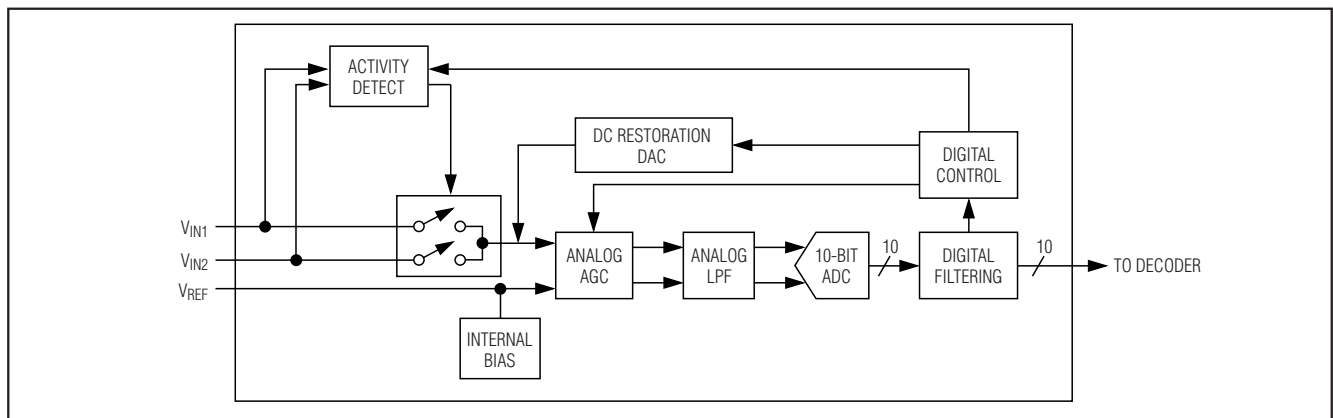 ACTIVITY
DETECT
DC RESTORATION
DAC
DIGITAL
CONTROL
VIN1
VIN2
VREF
ANALOG
AGC
ANALOG
LPF
10-BIT
ADC
10
DIGITAL
FILTERING
10
TO DECODER
INTERNAL
BIAS